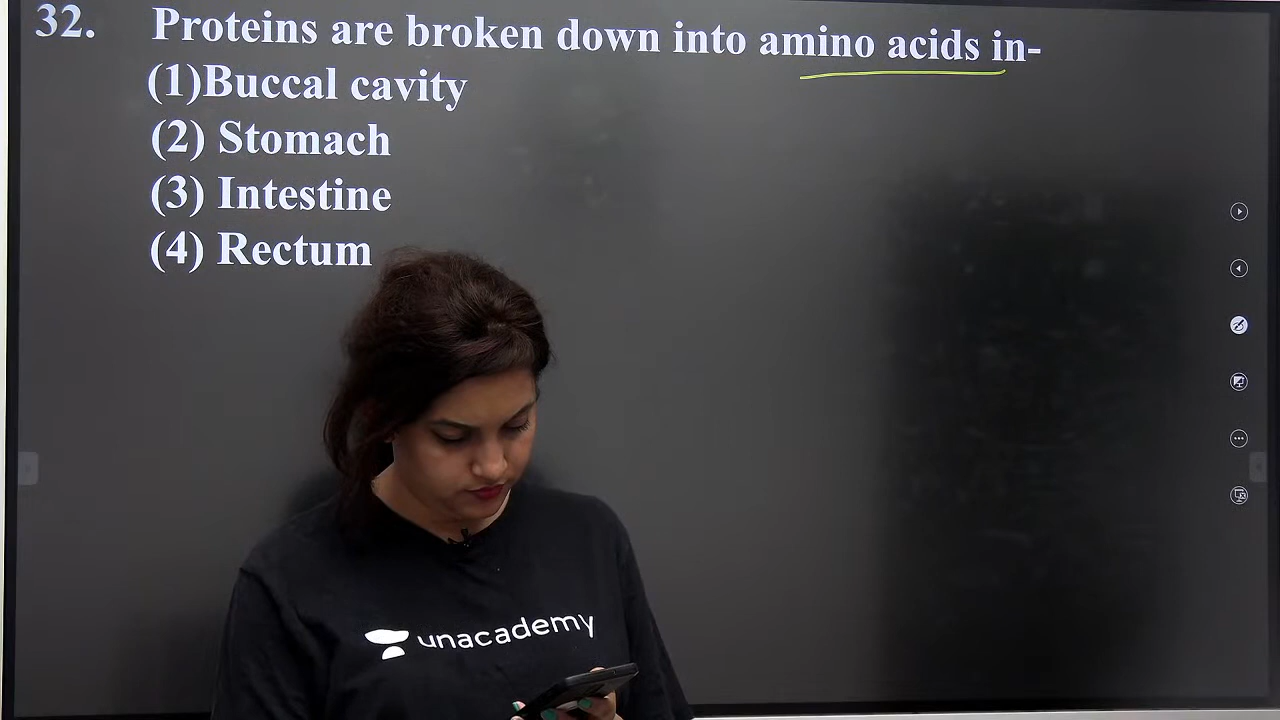 32. Proteins are broken down into amino acids in-
(1)Buccal cavity
(2) Stomach
(3) Intestine
(4) Rectum
unacademy